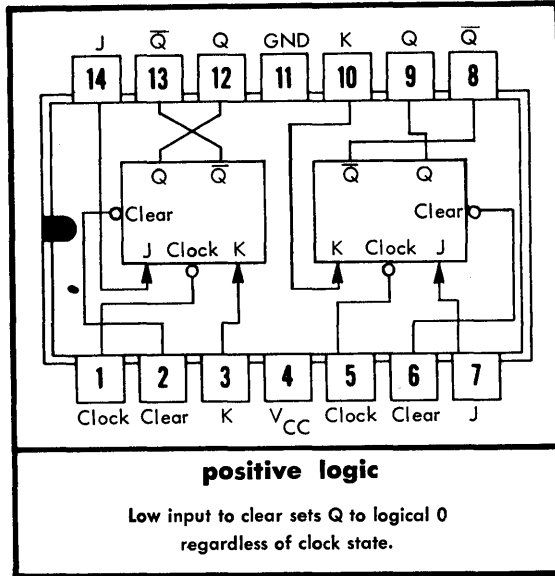 J Q̅ Q GND K Q Q̅
14 13 12 11 10 9 8
Q Q̅ Q̅ Q
Clear Clear
J Clock K K Clock J
1 2 3 4 5 6 7
Clock Clear K VCC Clock Clear J
positive logic
Low input to clear sets Q to logical 0
regardless of clock state.